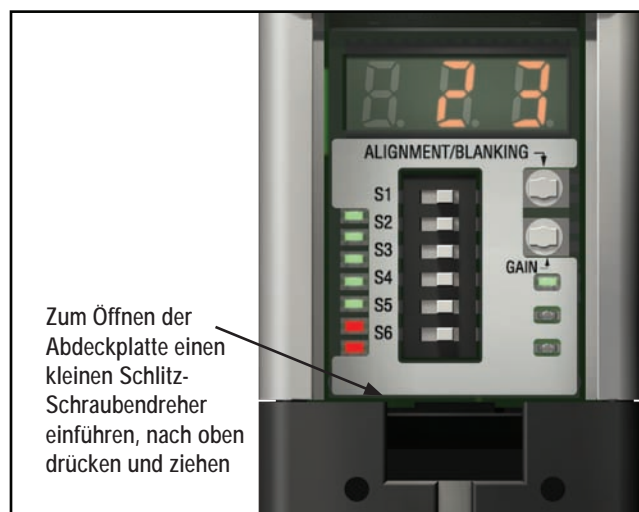 23
ALIGNMENT/BLANKING
S1
S2
S3
S4
S5
S6
GAIN
Zum Öffnen der
Abdeckplatte einen
kleinen Schlitz-
Schraubendreher
einführen, nach oben
drücken und ziehen